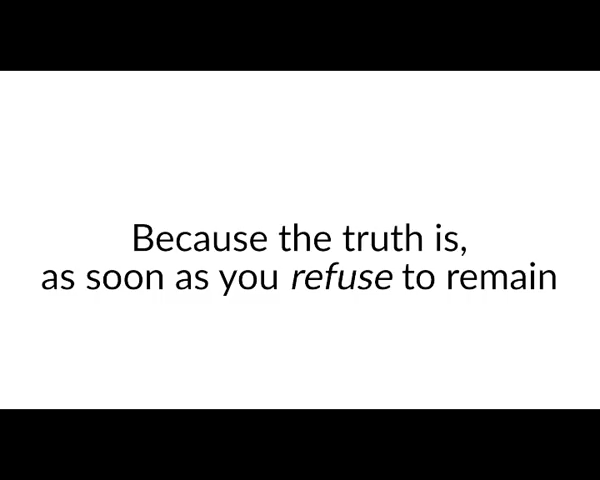 Because the truth is,
as soon as you refuse to remain